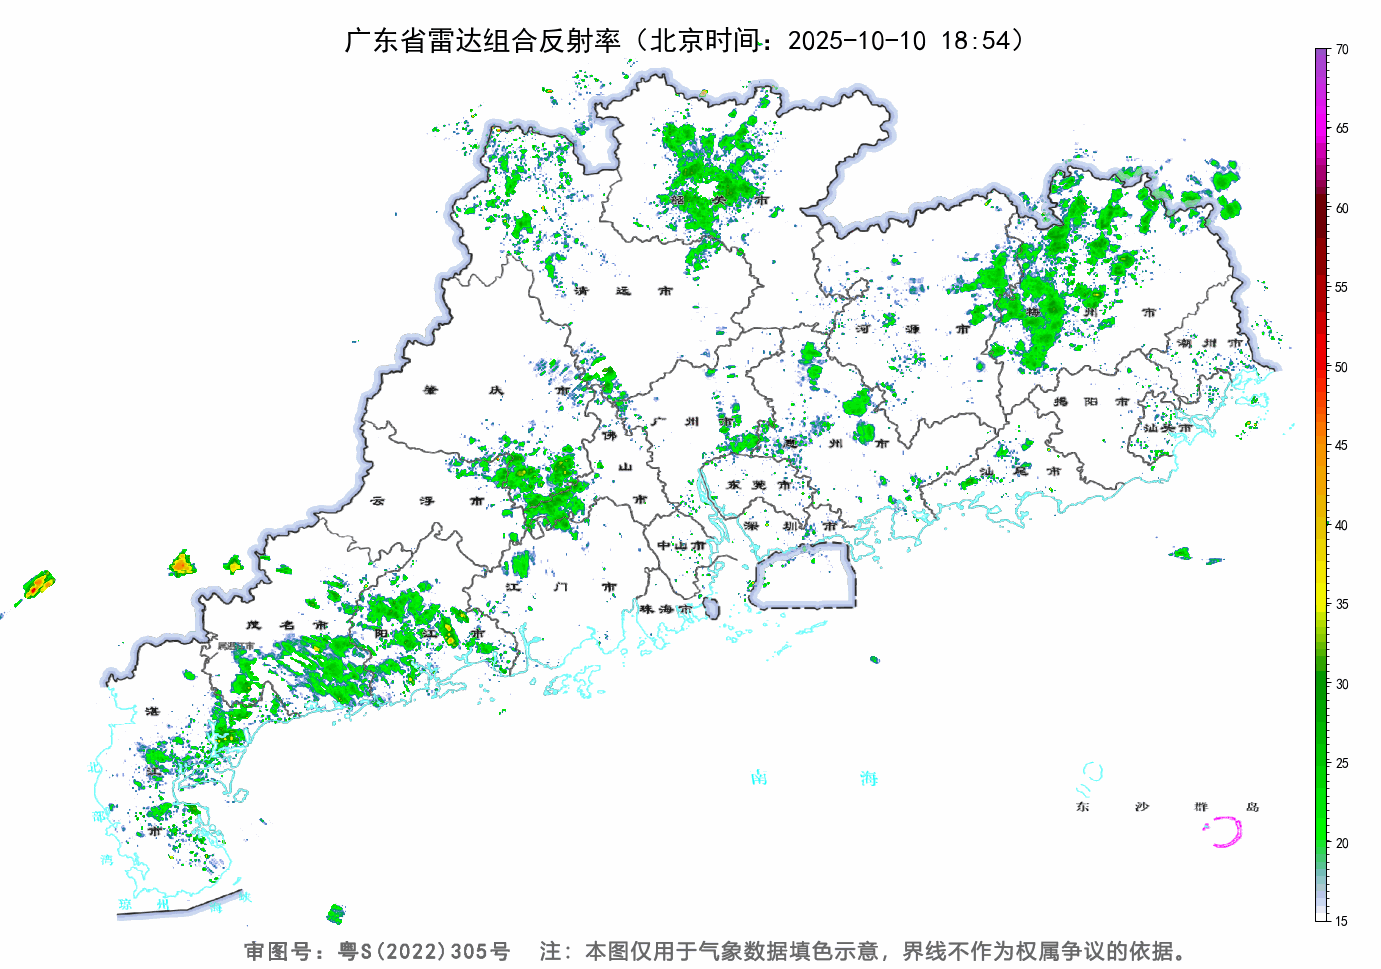 广东省雷达组合反射率（北京时间：2025-10-10 18:54）
70
65
60
55
50
45
40
35
30
25
20
15
韶关市
清远市
河源市
梅州市
潮州市
肇庆市
广州市
惠州市
揭阳市
汕头市
佛山市
云浮市
东莞市
汕尾市
深圳市
中山市
江门市
珠海市
茂名市
阳江市
湛江市
南海
东沙群岛
北部湾
琼州海峡
审图号：粤S(2022)305号 注：本图仅用于气象数据填色示意，界线不作为权属争议的依据。